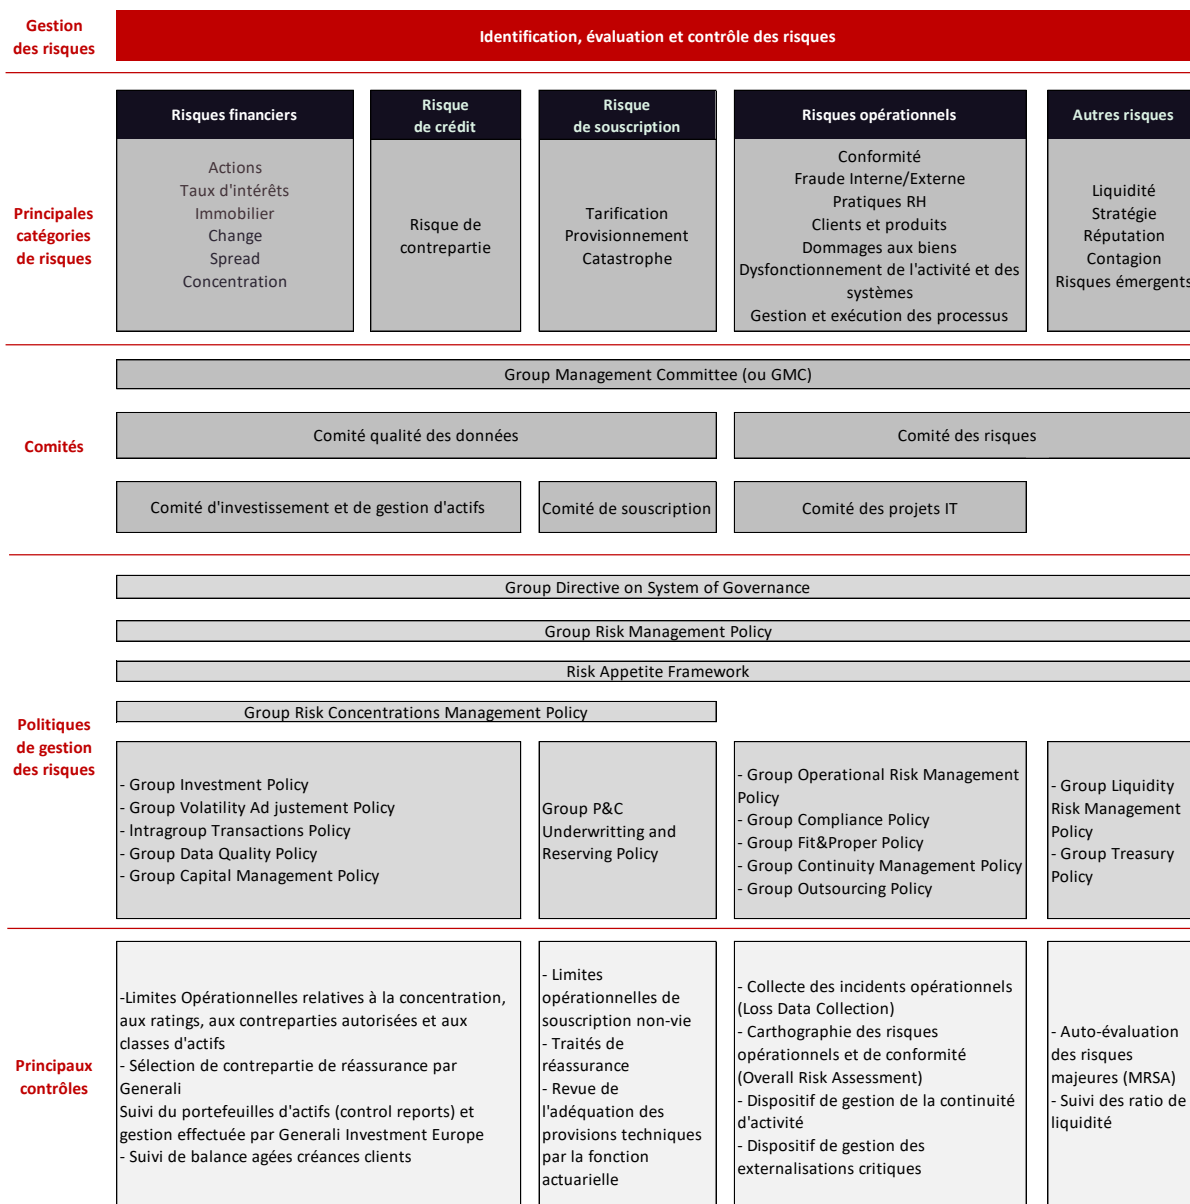 Gestion
des risques
Identification, évaluation et contrôle des risques
Principales
catégories
de risques
Risques financiers
Actions
Taux d'intérêts
Immobilier
Change
Spread
Concentration
Risque
de crédit
Risque de
contrepartie
Risque
de souscription
Tarification
Provisionnement
Catastrophe
Risques opérationnels
Conformité
Fraude Interne/Externe
Pratiques RH
Clients et produits
Dommages aux biens
Dysfonctionnement de l'activité et des
systèmes
Gestion et exécution des processus
Autres risques
Liquidité
Stratégie
Réputation
Contagion
Risques émergents
Comités
Group Management Committee (ou GMC)
Comité qualité des données
Comité des risques
Comité d'investissement et de gestion d'actifs
Comité de souscription
Comité des projets IT
Politiques
de gestion
des risques
Group Directive on System of Governance
Group Risk Management Policy
Risk Appetite Framework
Group Risk Concentrations Management Policy
- Group Investment Policy
- Group Volatility Ad justement Policy
- Intragroup Transactions Policy
- Group Data Quality Policy
- Group Capital Management Policy
Group P&C
Underwritting and
Reserving Policy
- Group Operational Risk Management
Policy
- Group Compliance Policy
- Group Fit&Proper Policy
- Group Continuity Management Policy
- Group Outsourcing Policy
- Group Liquidity
Risk Management
Policy
- Group Treasury
Policy
Principaux
contrôles
-Limites Opérationnelles relatives à la concentration,
aux ratings, aux contreparties autorisées et aux
classes d'actifs
- Sélection de contrepartie de réassurance par
Generali
Suivi du portefeuilles d'actifs (control reports) et
gestion effectuée par Generali Investment Europe
- Suivi de balance agées créances clients
- Limites
opérationnelles de
souscription non-vie
- Traités de
réassurance
- Revue de
l'adéquation des
provisions techniques
par la fonction
actuarielle
- Collecte des incidents opérationnels
(Loss Data Collection)
- Carthographie des risques
opérationnels et de conformité
(Overall Risk Assessment)
- Dispositif de gestion de la continuité
d'activité
- Dispositif de gestion des
externalisations critiques
- Auto-évaluation
des risques
majeures (MRSA)
- Suivi des ratio de
liquidité